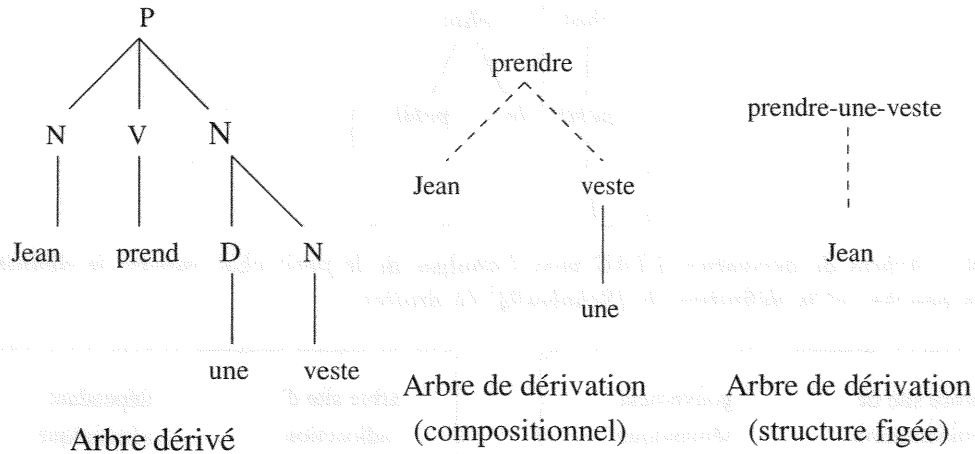 P
N V N
Jean prend D N
une veste
Arbre dérivé
prendre
Jean veste
une
Arbre de dérivation
(compositionnel)
prendre-une-veste
Jean
Arbre de dérivation
(structure figée)